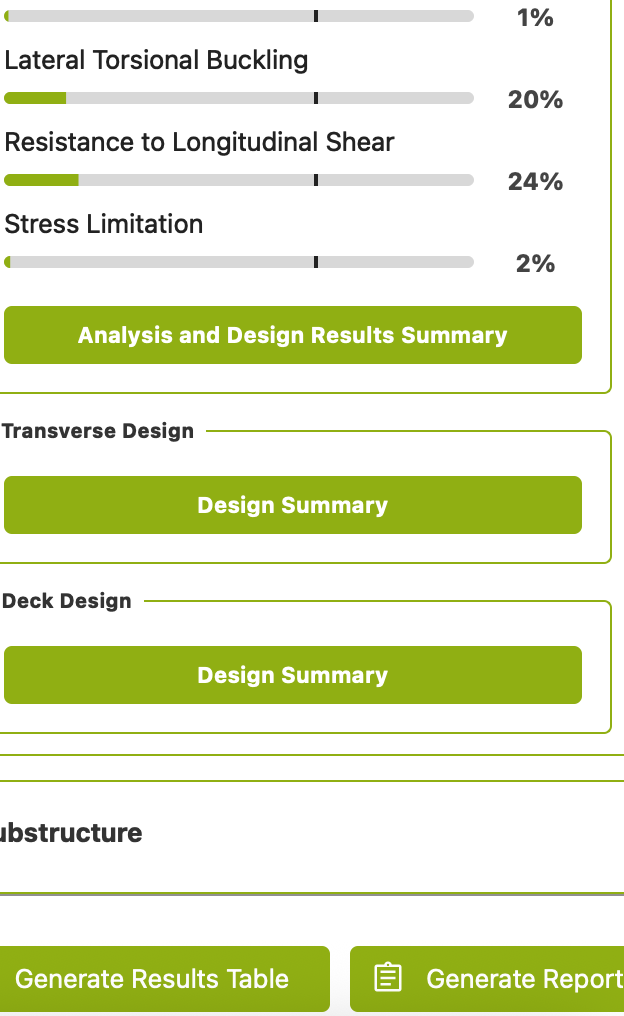 1%
Lateral Torsional Buckling
20%
Resistance to Longitudinal Shear
24%
Stress Limitation
2%
Analysis and Design Results Summary
Transverse Design
Design Summary
Deck Design
Design Summary
ubstructure
Generate Results Table
Generate Report